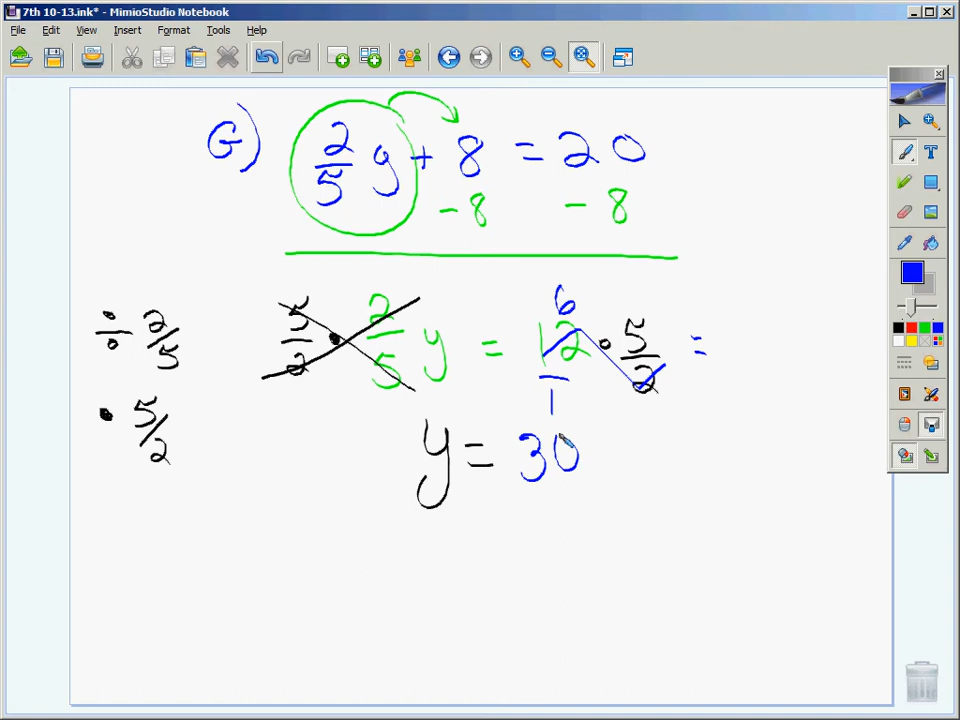 7th 10-13.ink* - MimioStudio Notebook
File Edit View Insert Format Tools Help
G) 2/5 y + 8 = 20
-8 -8
÷ 2/5
5/2 • 2/5 y = 12/1 • 5/2 =
6
• 5/2
y = 30
T